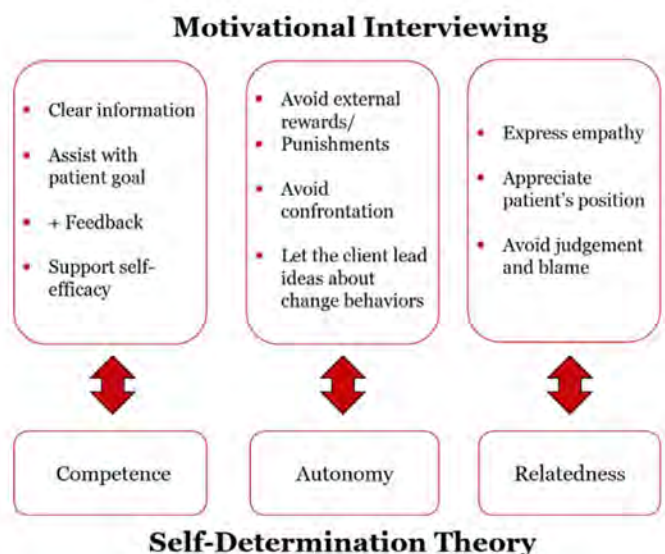 Motivational Interviewing
• Clear information
• Assist with
patient goal
• + Feedback
• Support self-
efficacy
• Avoid external
rewards/
• Punishments
• Avoid
confrontation
• Let the client lead
ideas about
change behaviors
• Express empathy
• Appreciate
patient's position
• Avoid judgement
and blame
Competence
Autonomy
Relatedness
Self-Determination Theory